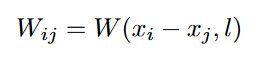 W_{ij} = W(x_i − x_j, l)